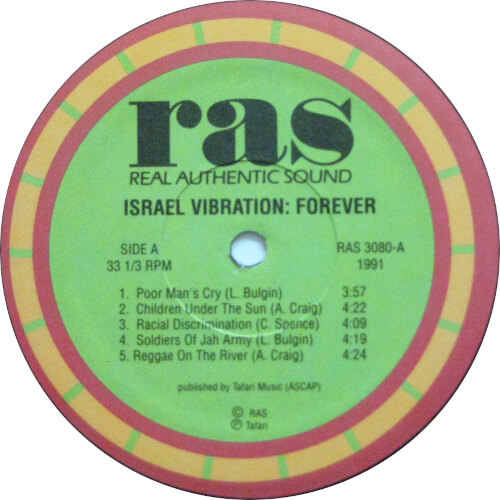 ras
REAL AUTHENTIC SOUND
ISRAEL VIBRATION: FOREVER
SIDE A RAS 3080-A
33 1/3 RPM 1991
1. Poor Man's Cry (L. Bulgin) 3:57
2. Children Under The Sun (A. Craig) 4:22
3. Racial Discrimination (C. Spence) 4:09
4. Soldiers Of Jah Army (L. Bulgin) 4:19
5. Reggae On The River (A. Craig) 4:24
published by Tafari Music (ASCAP)
© RAS
℗ Tafari